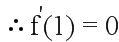 ∴ f'(1) = 0